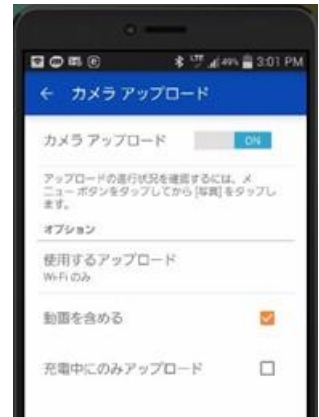 49% 3:01 PM
← カメラ アップロード
カメラ アップロード ON
アップロードの進行状況を確認するには、メ
ニュー ボタンをタップしてから [写真] をタップし
ます。
オプション
使用するアップロード
Wi-Fi のみ
動画を含める
充電中にのみアップロード